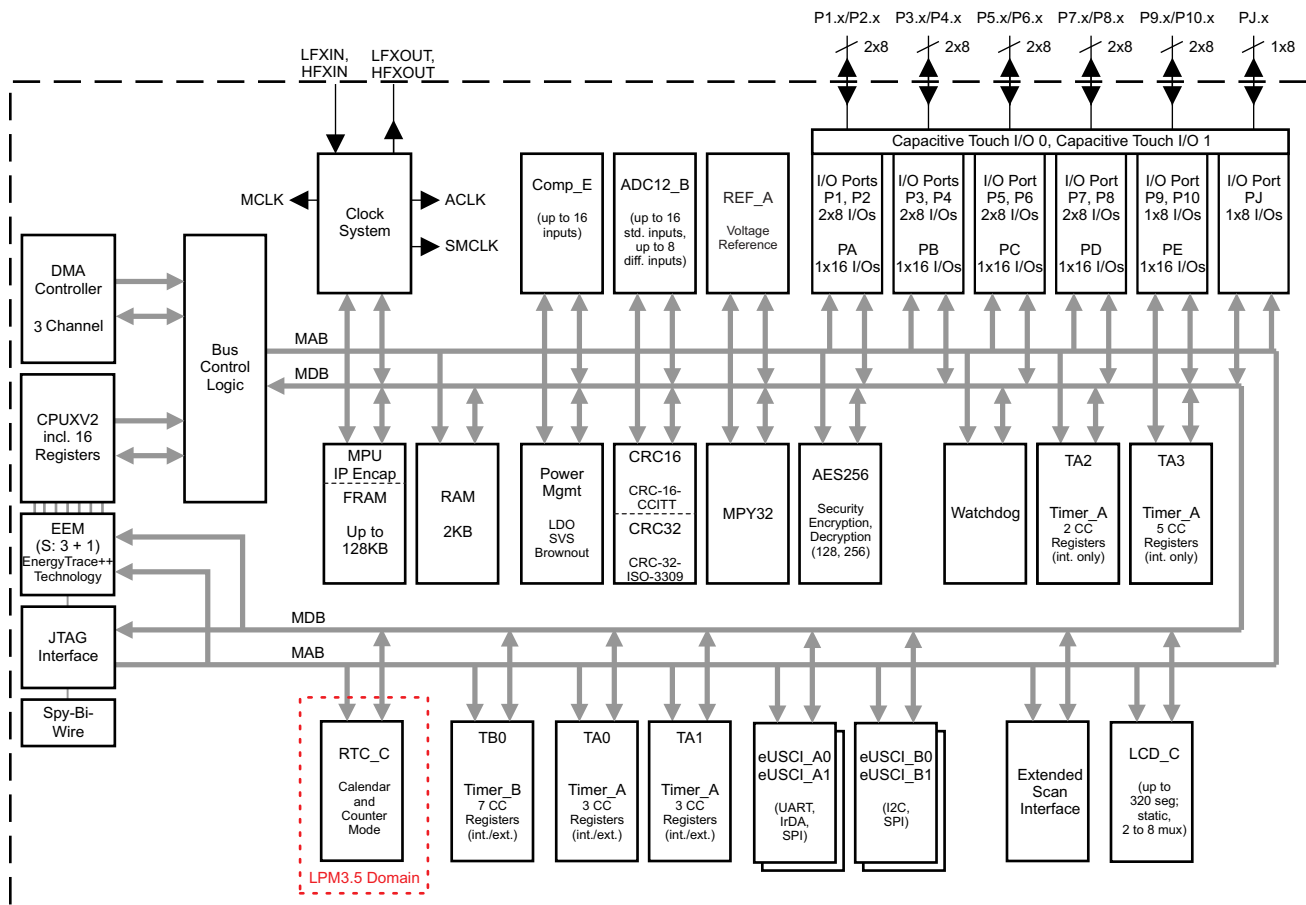 P1.x/P2.x
P3.x/P4.x
P5.x/P6.x
P7.x/P8.x
P9.x/P10.x
PJ.x
2x8
2x8
2x8
2x8
2x8
1x8
LFXIN,
HFXIN
LFXOUT,
HFXOUT
Capacitive Touch I/O 0, Capacitive Touch I/O 1
MCLK
Clock
System
ACLK
SMCLK
Comp_E
(up to 16
inputs)
ADC12_B
(up to 16
std. inputs,
up to 8
diff. inputs)
REF_A
Voltage
Reference
I/O Ports
P1, P2
2x8 I/Os
PA
1x16 I/Os
I/O Ports
P3, P4
2x8 I/Os
PB
1x16 I/Os
I/O Port
P5, P6
2x8 I/Os
PC
1x16 I/Os
I/O Port
P7, P8
2x8 I/Os
PD
1x16 I/Os
I/O Ports
P9, P10
1x8 I/Os
PE
1x16 I/Os
I/O Port
PJ
1x8 I/Os
DMA
Controller
3 Channel
Bus
Control
Logic
MAB
MDB
CPUXV2
incl. 16
Registers
EEM
(S: 3 + 1)
EnergyTrace++
Technology
JTAG
Interface
Spy-Bi-
Wire
MPU
IP Encap
FRAM
Up to
128KB
RAM
2KB
Power
Mgmt
LDO
SVS
Brownout
CRC16
CRC-16-
CCITT
CRC32
CRC-32-
ISO-3309
MPY32
AES256
Security
Encryption,
Decryption
(128, 256)
Watchdog
TA2
Timer_A
2 CC
Registers
(int. only)
TA3
Timer_A
5 CC
Registers
(int. only)
MDB
MAB
RTC_C
Calendar
and
Counter
Mode
LPM3.5 Domain
TB0
Timer_B
7 CC
Registers
(int./ext.)
TA0
Timer_A
3 CC
Registers
(int./ext.)
TA1
Timer_A
3 CC
Registers
(int./ext.)
eUSCI_A0
eUSCI_A1
(UART,
IrDA,
SPI)
eUSCI_B0
eUSCI_B1
(I2C,
SPI)
Extended
Scan
Interface
LCD_C
(up to
320 seg;
static,
2 to 8 mux)